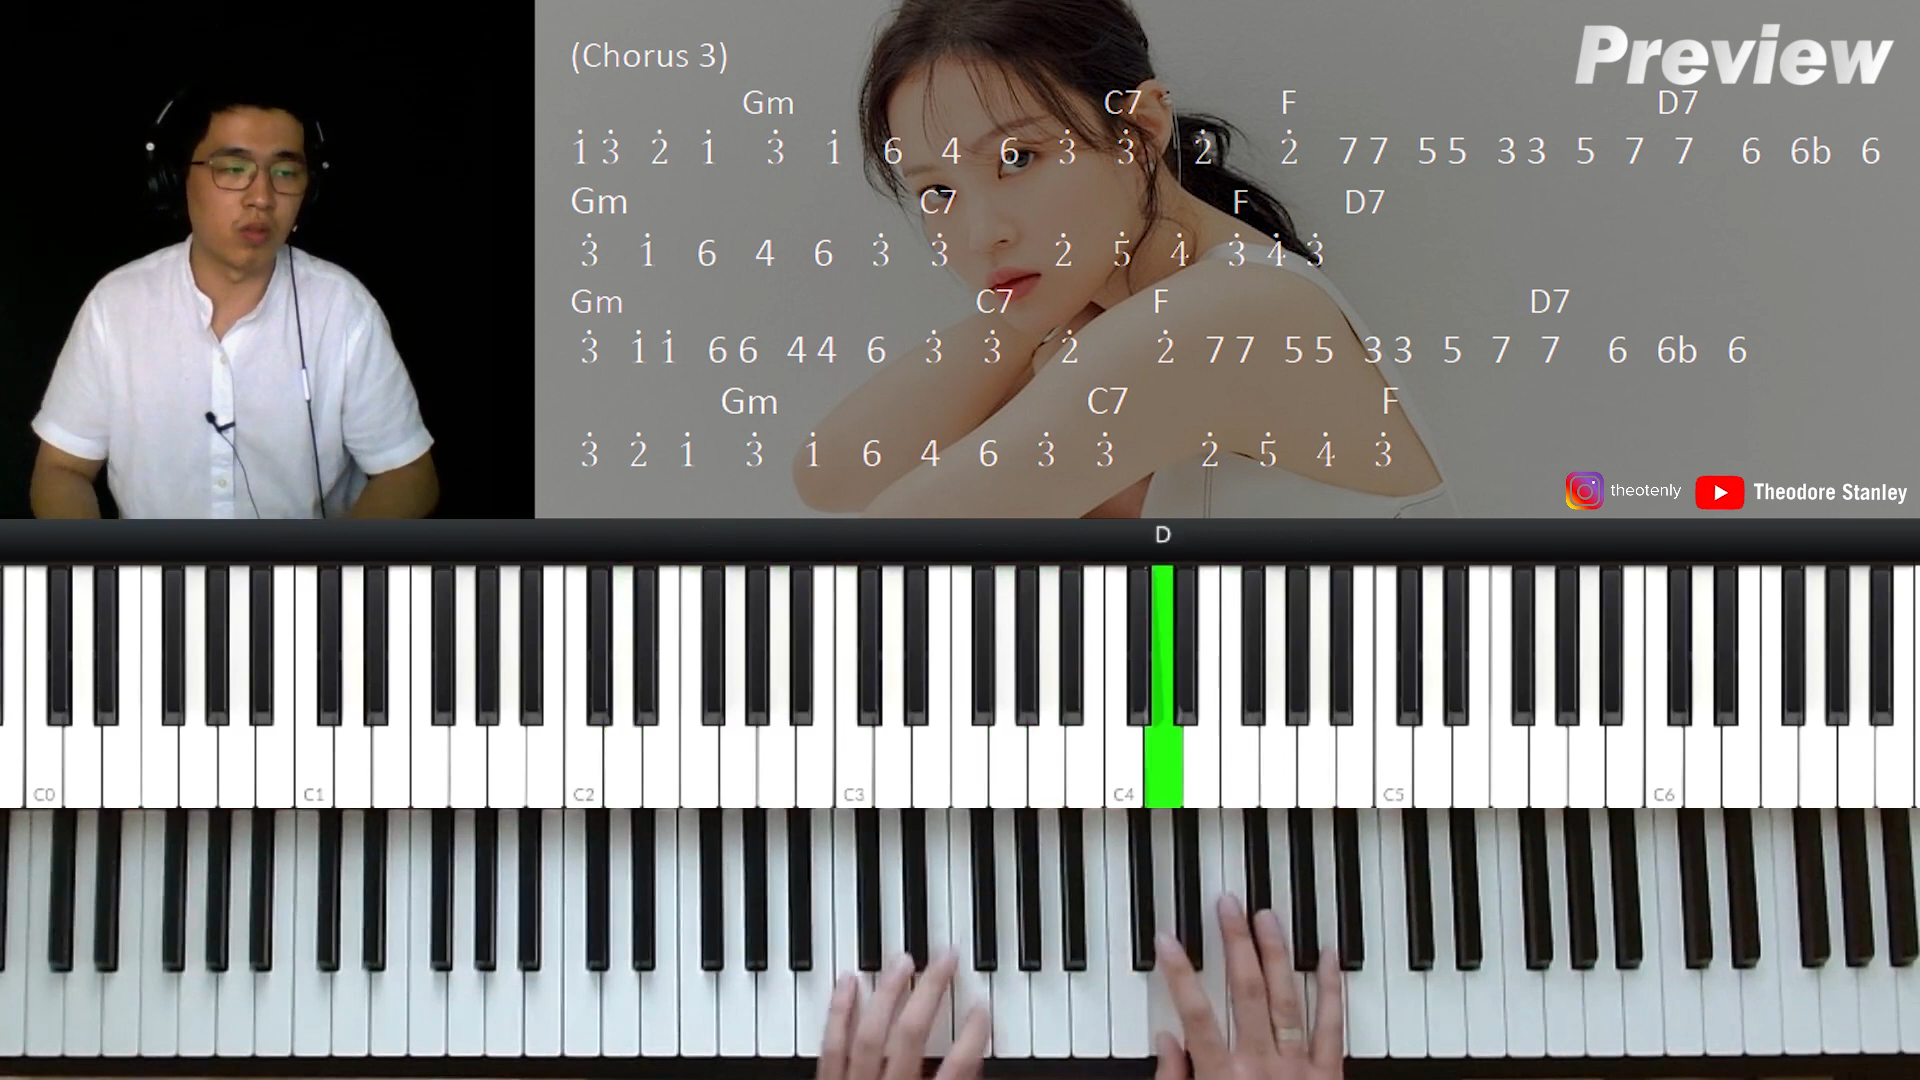 Preview
(Chorus 3)
Gm C7 F D7
1̇ 3̇ 2̇ 1̇ 3̇ 1̇ 6 4 6 3̇ 3̇ 2̇ 2̇ 7 7 5 5 3 3 5 7 7 6 6b 6
Gm C7 F D7
3̇ 1̇ 6 4 6 3̇ 3̇ 2̇ 5̇ 4̇ 3̇ 4̇ 3̇
Gm C7 F D7
3̇ 1̇ 1̇ 6 6 4 4 6 3̇ 3̇ 2̇ 2̇ 7 7 5 5 3 3 5 7 7 6 6b 6
Gm C7 F
3̇ 2̇ 1̇ 3̇ 1̇ 6 4 6 3̇ 3̇ 2̇ 5̇ 4̇ 3̇
theotenly Theodore Stanley
D
C0 C1 C2 C3 C4 C5 C6